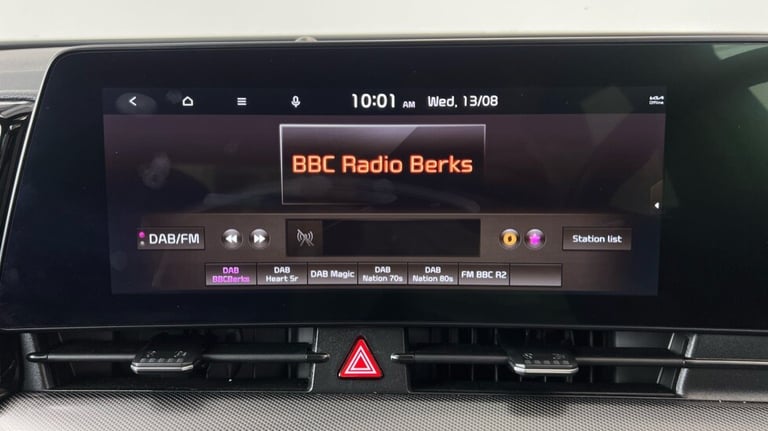 10:01 AM Wed, 13/08
Offline
BBC Radio Berks
DAB/FM
Station list
DAB
BBCBerks
DAB
Heart 5r
DAB Magic
DAB
Nation 70s
DAB
Nation 80s
FM BBC R2